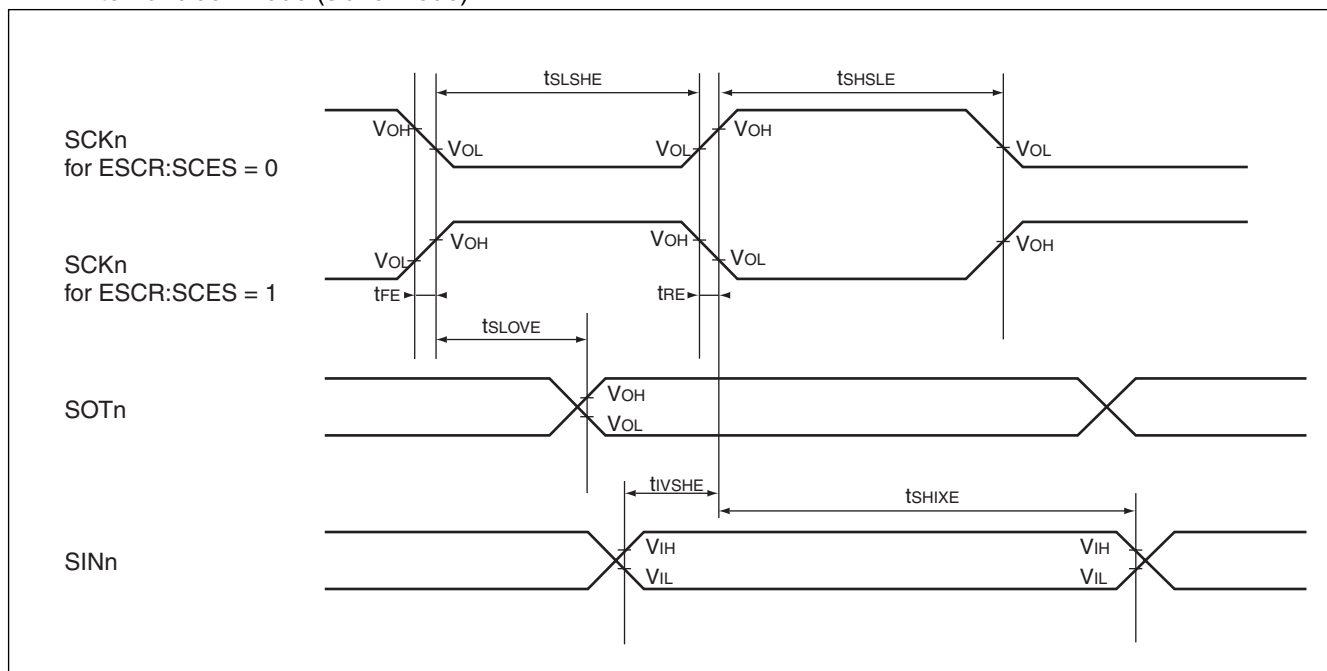 tSLSHE
tSHSLE
SCKn
for ESCR:SCES = 0
VOH
VOL
VOL
VOH
VOL
SCKn
for ESCR:SCES = 1
VOL
VOH
VOH
VOL
VOH
tFE
tRE
tSLOVE
SOTn
VOH
VOL
tIVSHE
tSHIXE
SINn
VIH
VIL
VIH
VIL